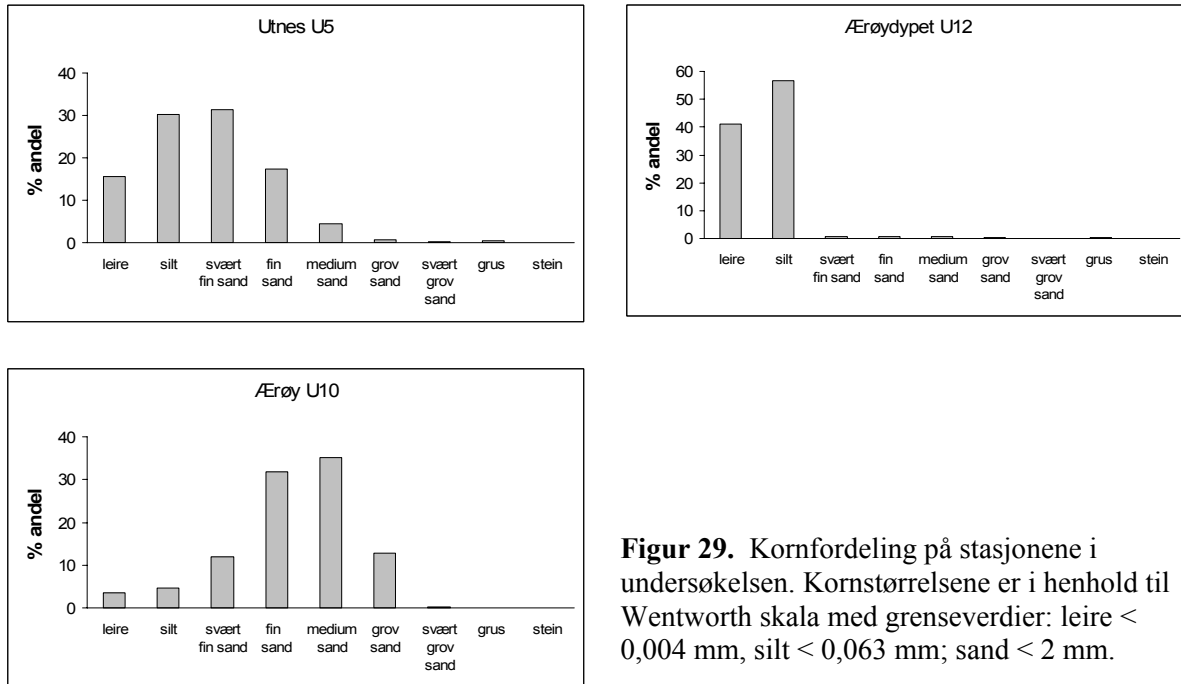 Utnes U5
% andel
40
30
20
10
0
leire silt svært fin sand medium grov svært grus stein
fin sand sand sand grov
sand
Ærøydypet U12
% andel
60
50
40
30
20
10
0
leire silt svært fin medium grov svært grus stein
fin sand sand sand sand grov
sand
Ærøy U10
% andel
40
30
20
10
0
leire silt svært fin medium grov svært grus stein
fin sand sand sand sand grov
sand
Figur 29. Kornfordeling på stasjonene i
undersøkelsen. Kornstørrelsene er i henhold til
Wentworth skala med grenseverdier: leire <
0,004 mm, silt < 0,063 mm; sand < 2 mm.